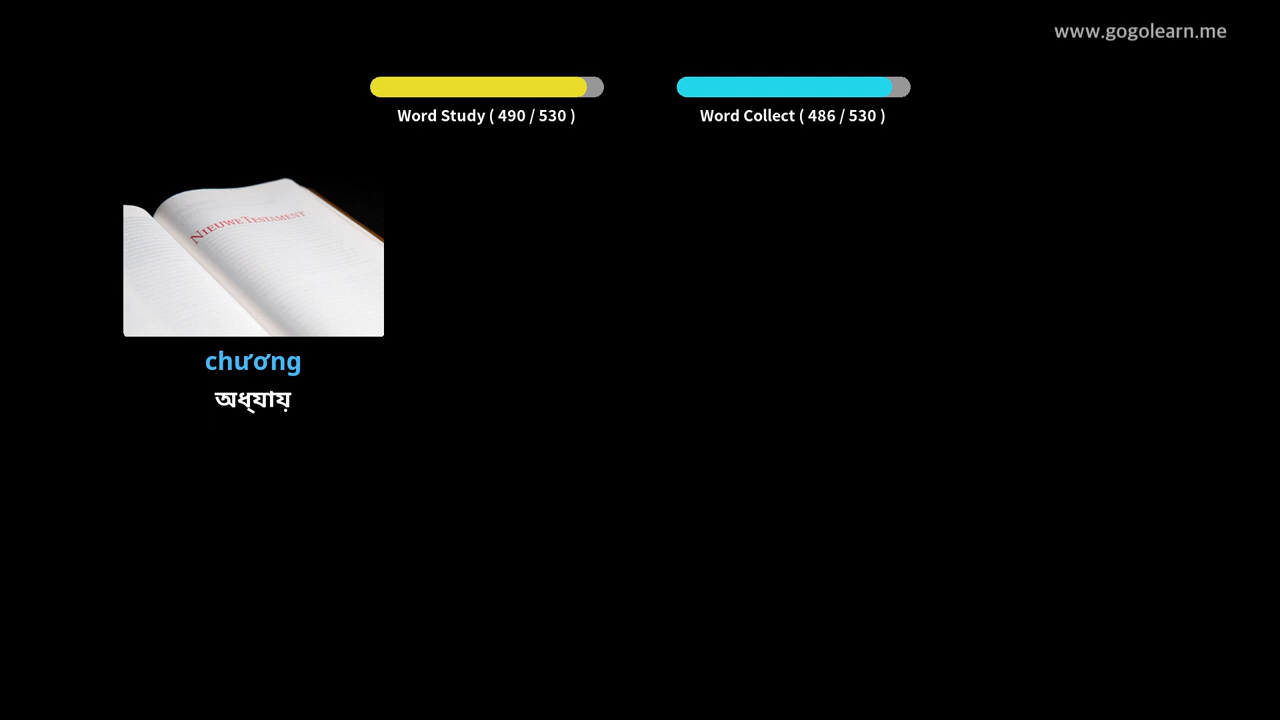 www.gogolearn.me
Word Study ( 490 / 530 )
Word Collect ( 486 / 530 )
NIEUWE TESTAMENT
chương
অধ্যায়